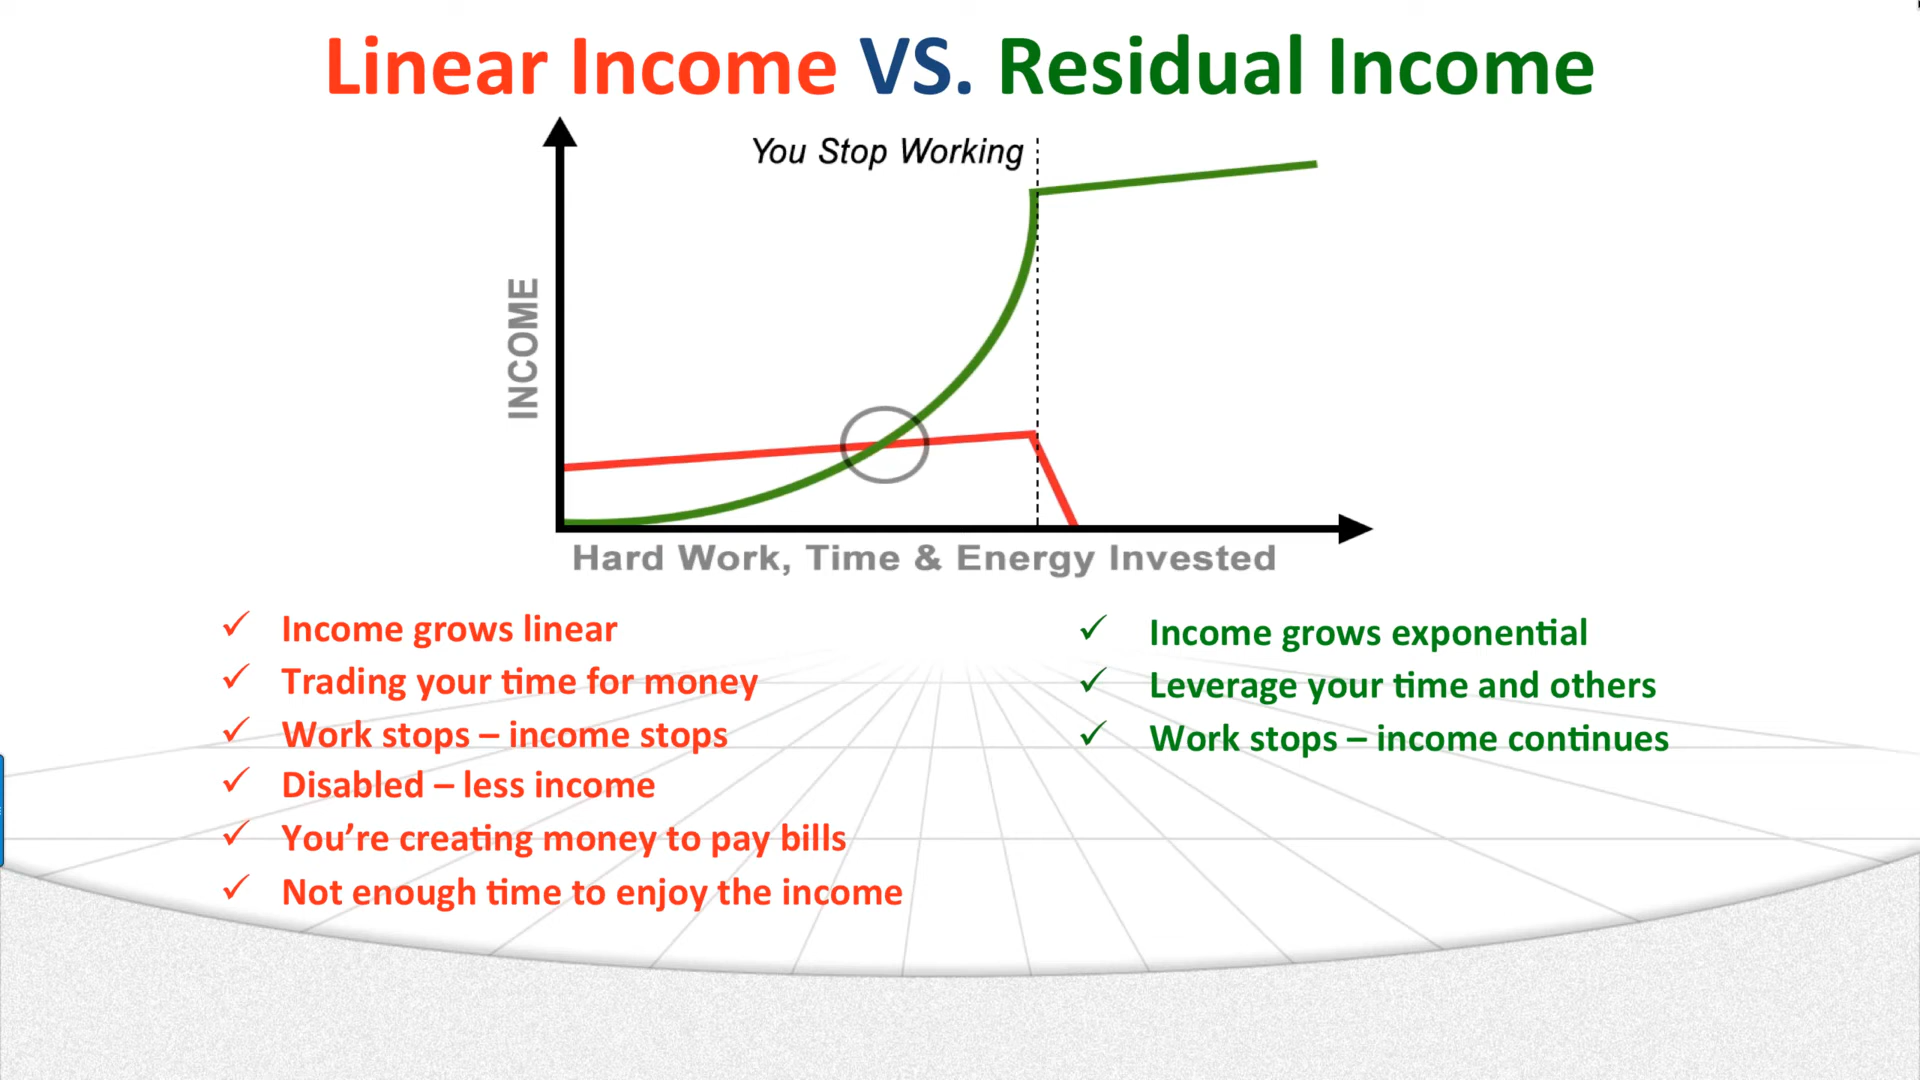 Linear Income VS. Residual Income
You Stop Working
INCOME
Hard Work, Time & Energy Invested
Income grows linear
Trading your time for money
Work stops – income stops
Disabled – less income
You’re creating money to pay bills
Not enough time to enjoy the income
Income grows exponential
Leverage your time and others
Work stops – income continues